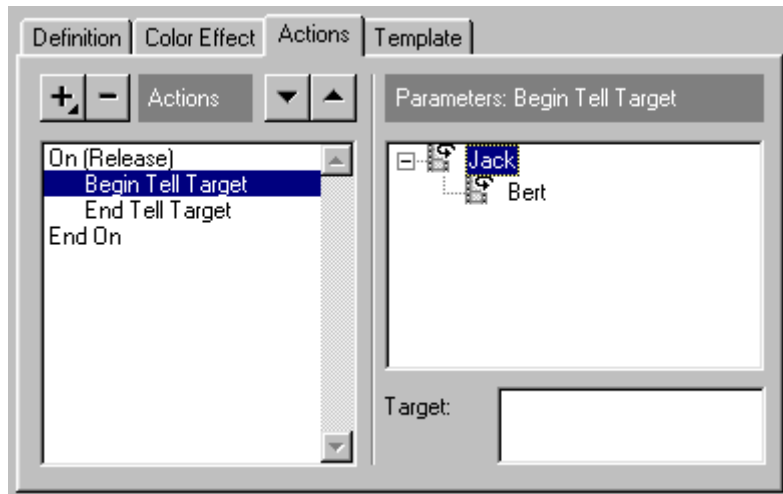 Definition Color Effect Actions Template
Actions Parameters: Begin Tell Target
On (Release)
Begin Tell Target
End Tell Target
End On
Jack
Bert
Target: